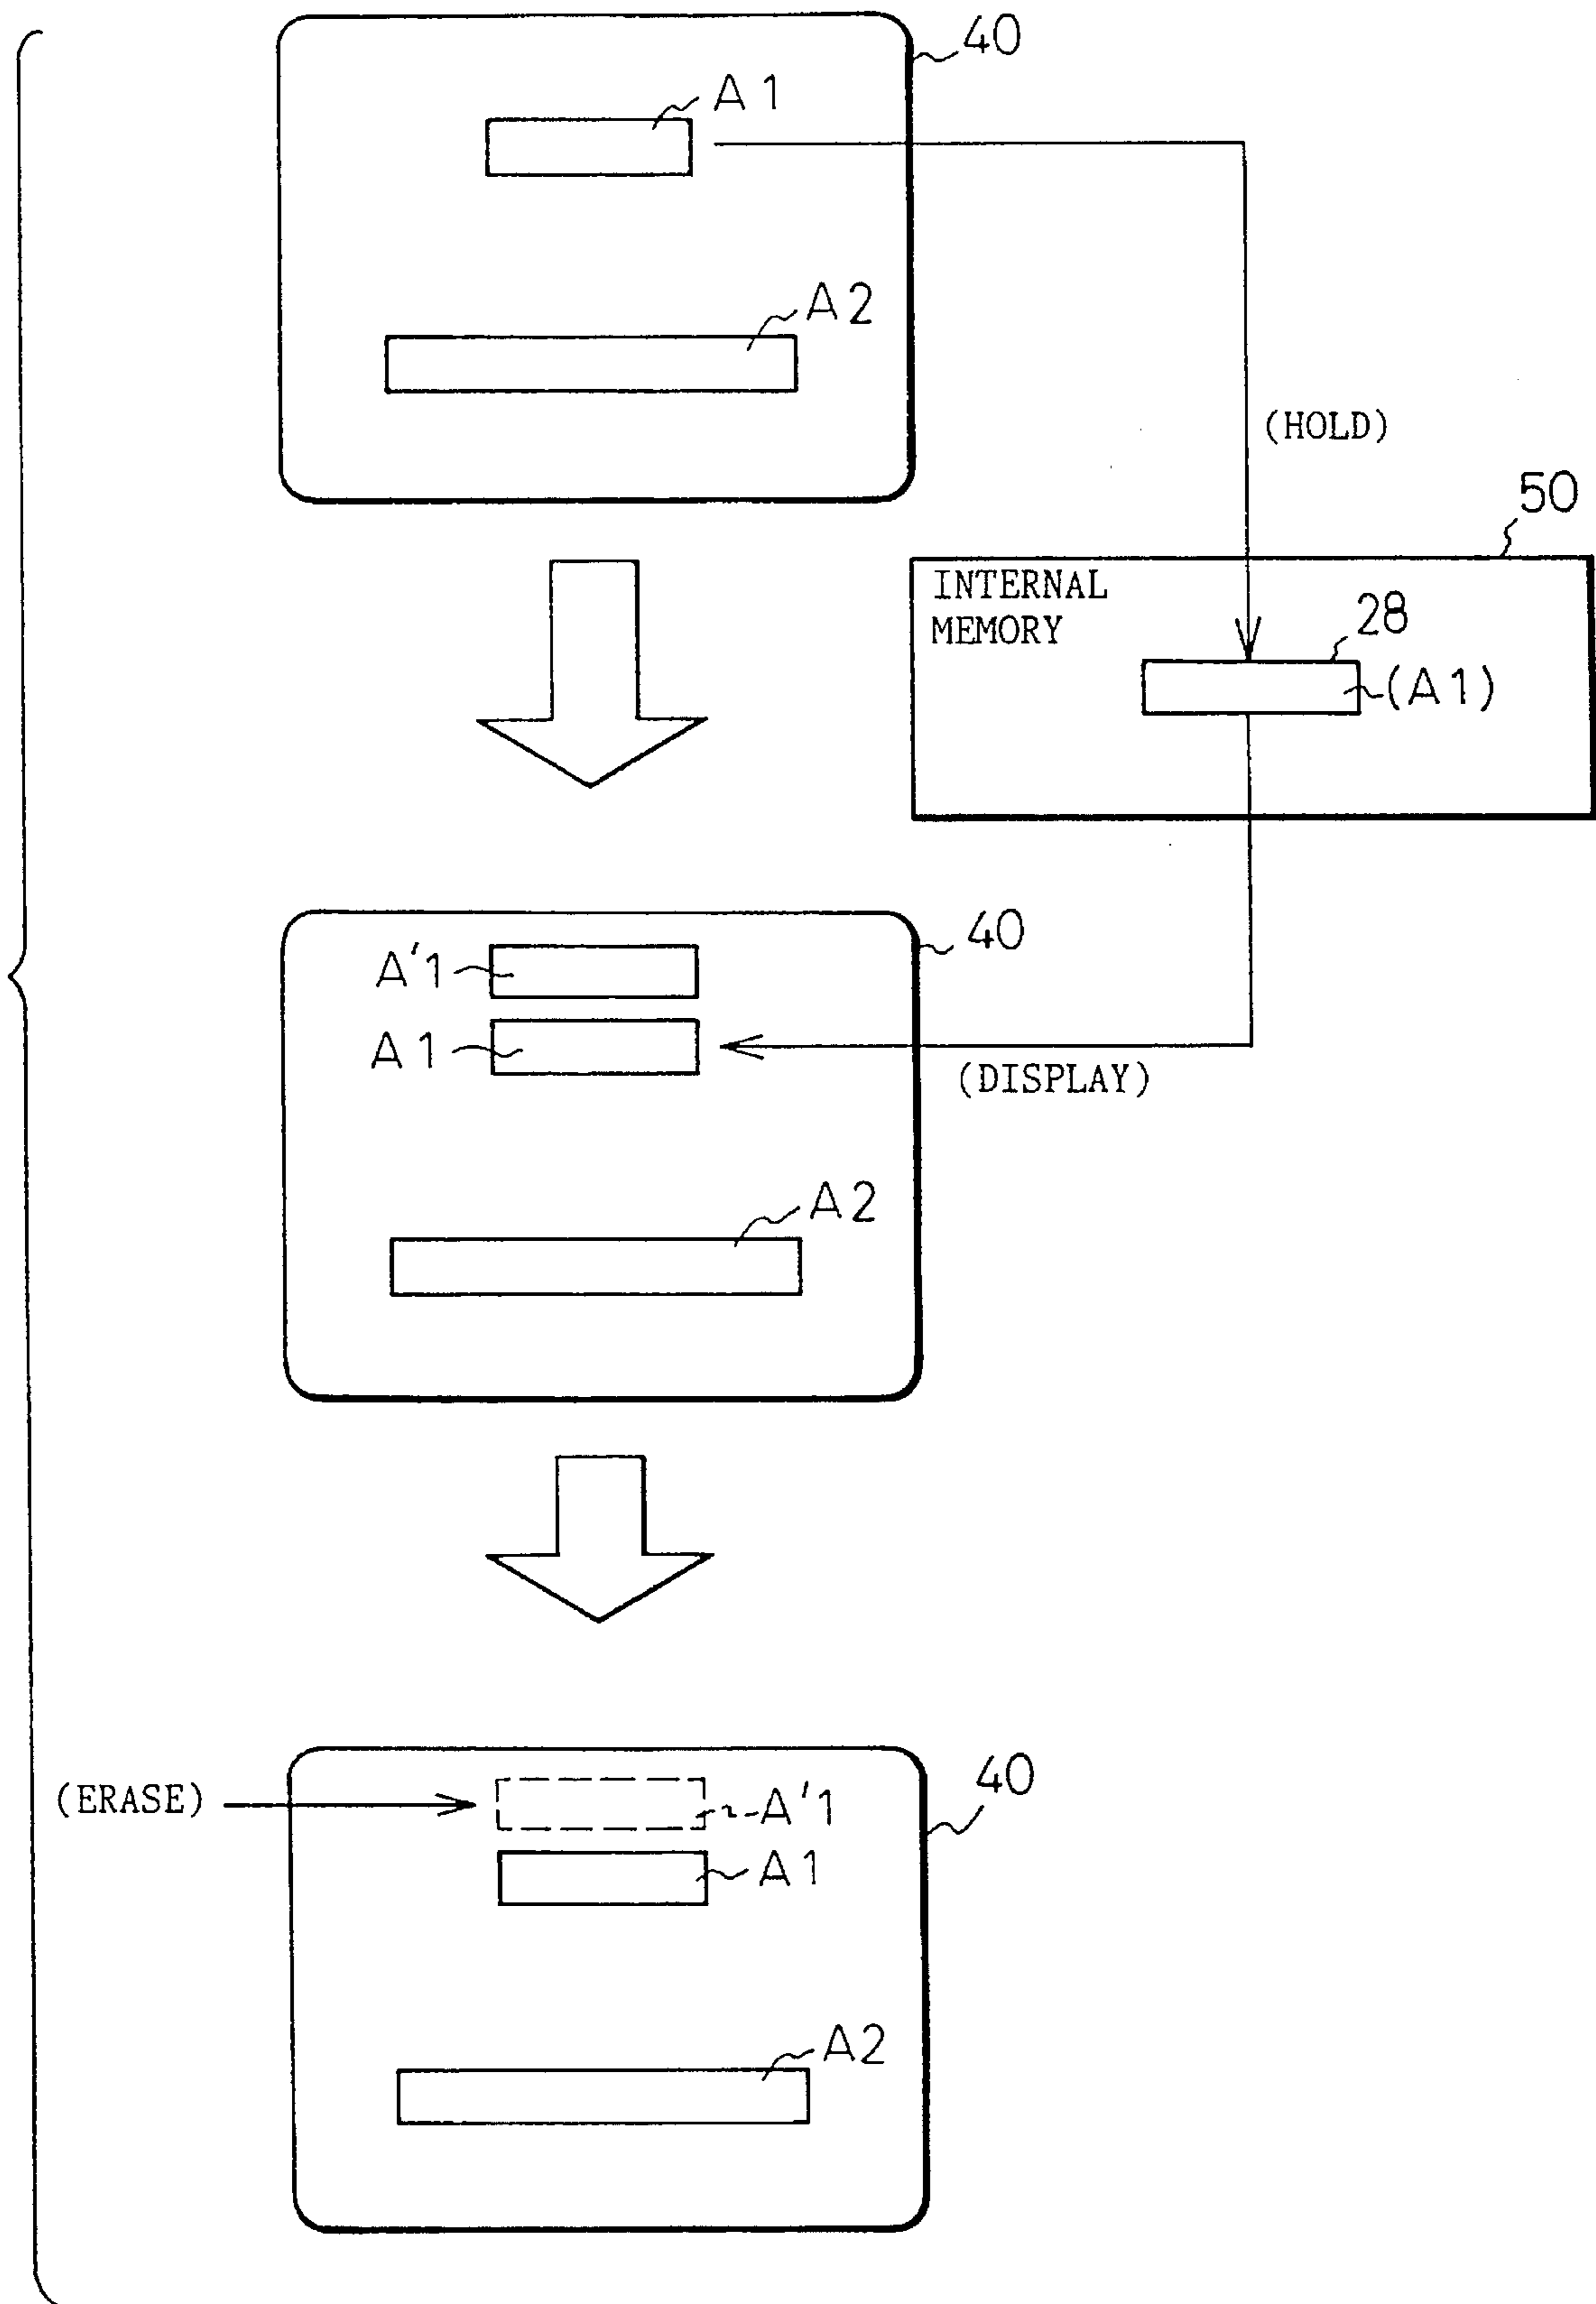 40
A1
A2
(HOLD)
50
INTERNAL
MEMORY
28
(A1)
40
A'1
A1
(DISPLAY)
A2
40
(ERASE)
A'1
A1
A2